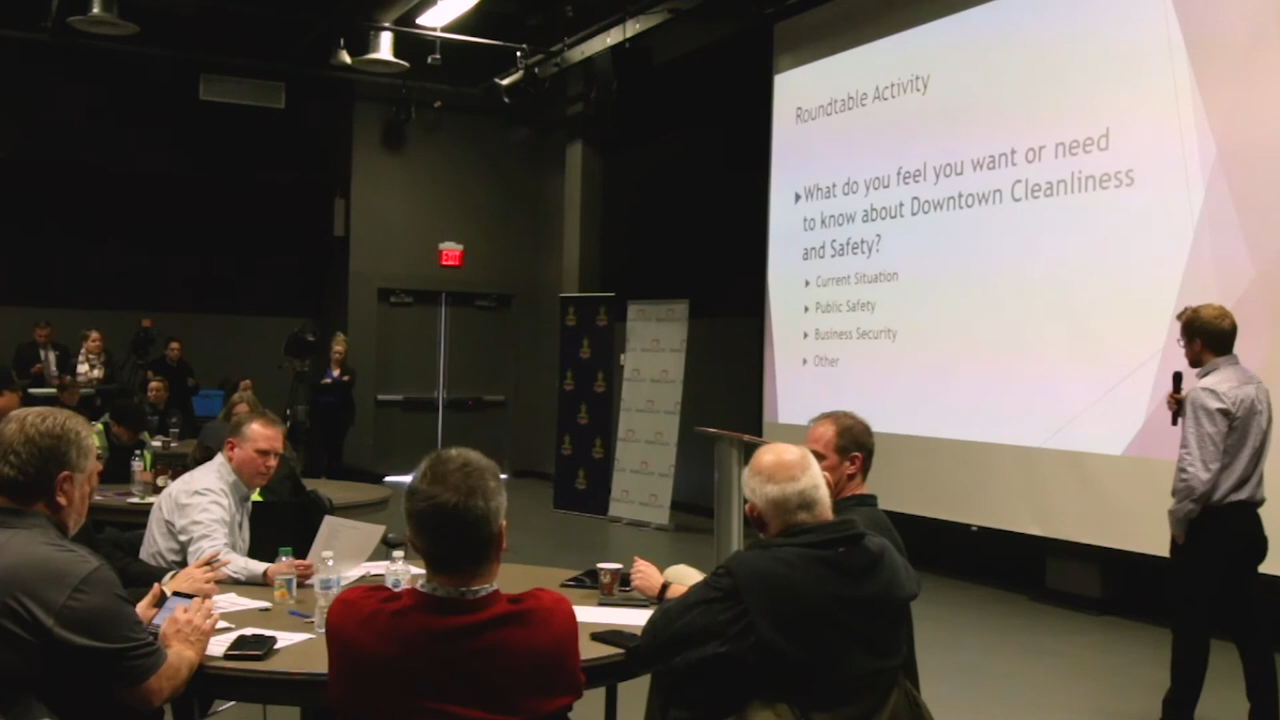 Roundtable Activity
What do you feel you want or need
to know about Downtown Cleanliness
and Safety?
Current Situation
Public Safety
Business Security
Other
EXIT